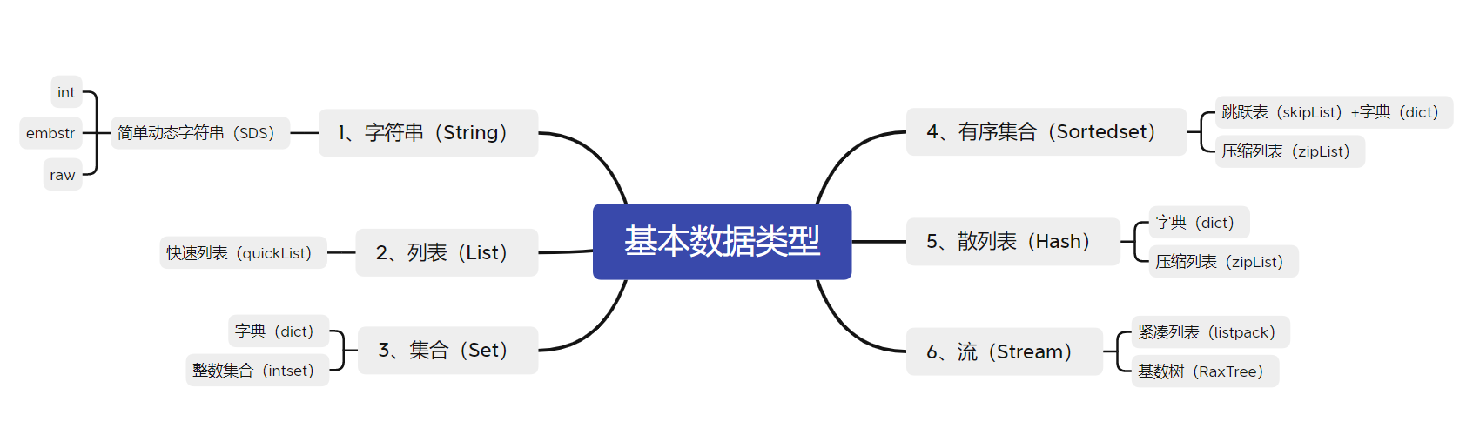 基本数据类型
1、字符串（String）
简单动态字符串（SDS）
int
embstr
raw
2、列表（List）
快速列表（quickList）
3、集合（Set）
字典（dict）
整数集合（intset）
4、有序集合（Sortedset）
跳跃表（skipList）+字典（dict）
压缩列表（zipList）
5、散列表（Hash）
字典（dict）
压缩列表（zipList）
6、流（Stream）
紧凑列表（listpack）
基数树（RaxTree）